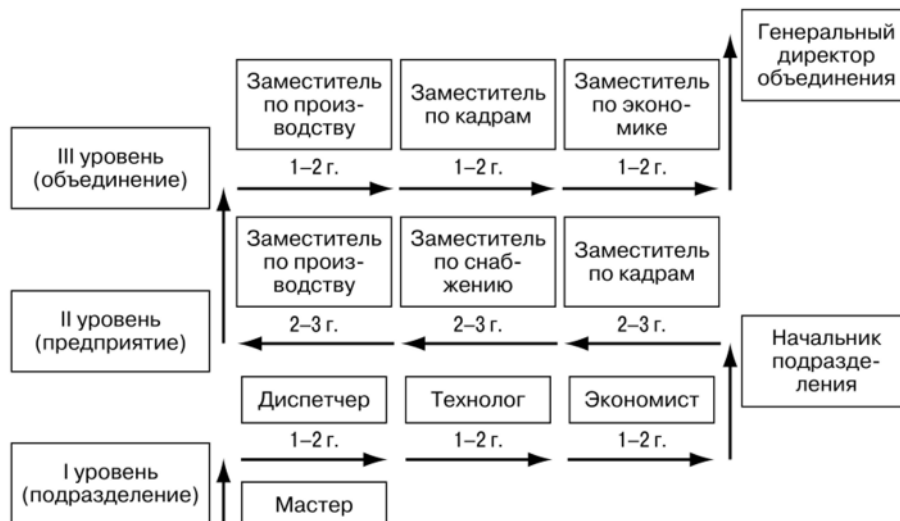 Генеральный
директор
объединения
Заместитель
по произ-
водству
Заместитель
по кадрам
Заместитель
по эконо-
мике
III уровень
(объединение)
1–2 г.
1–2 г.
1–2 г.
Заместитель
по произ-
водству
Заместитель
по снаб-
жению
Заместитель
по кадрам
II уровень
(предприятие)
2–3 г.
2–3 г.
2–3 г.
Начальник
подразде-
ления
Диспетчер
Технолог
Экономист
1–2 г.
1–2 г.
1–2 г.
I уровень
(подразделение)
Мастер